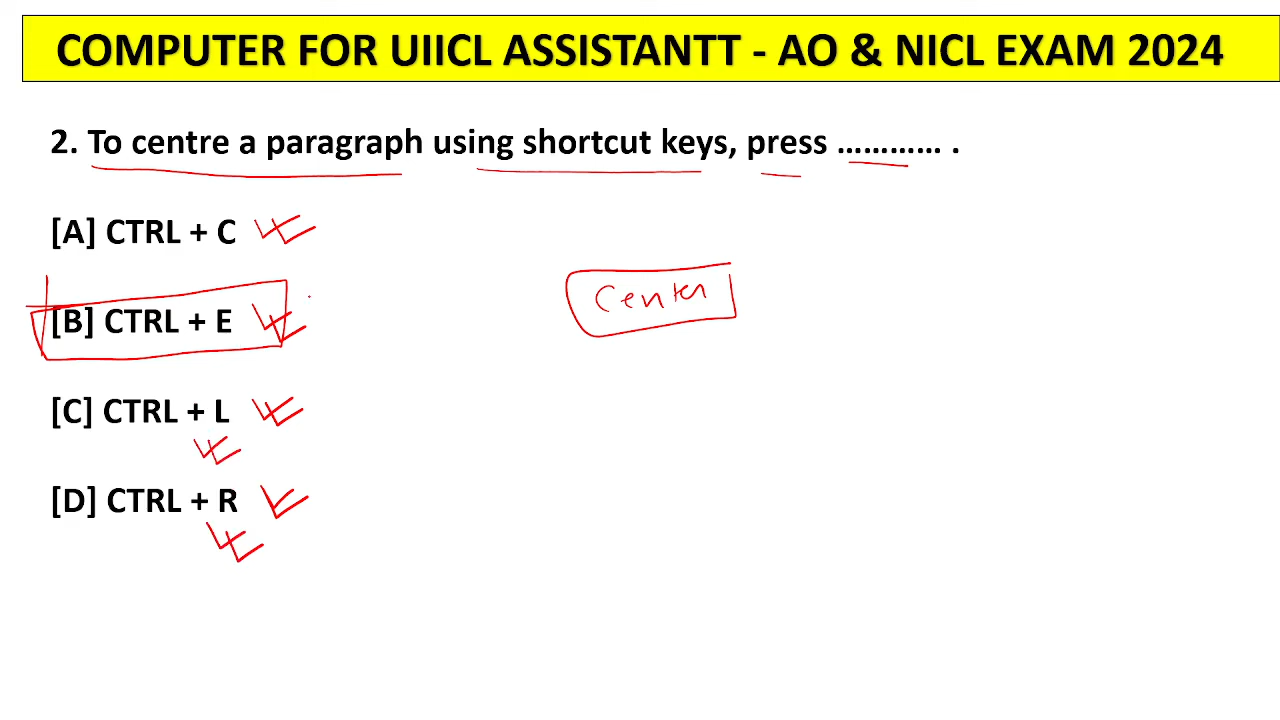 COMPUTER FOR UIICL ASSISTANTT - AO & NICL EXAM 2024
2. To centre a paragraph using shortcut keys, press ………… .
[A] CTRL + C
[B] CTRL + E
Center
[C] CTRL + L
[D] CTRL + R